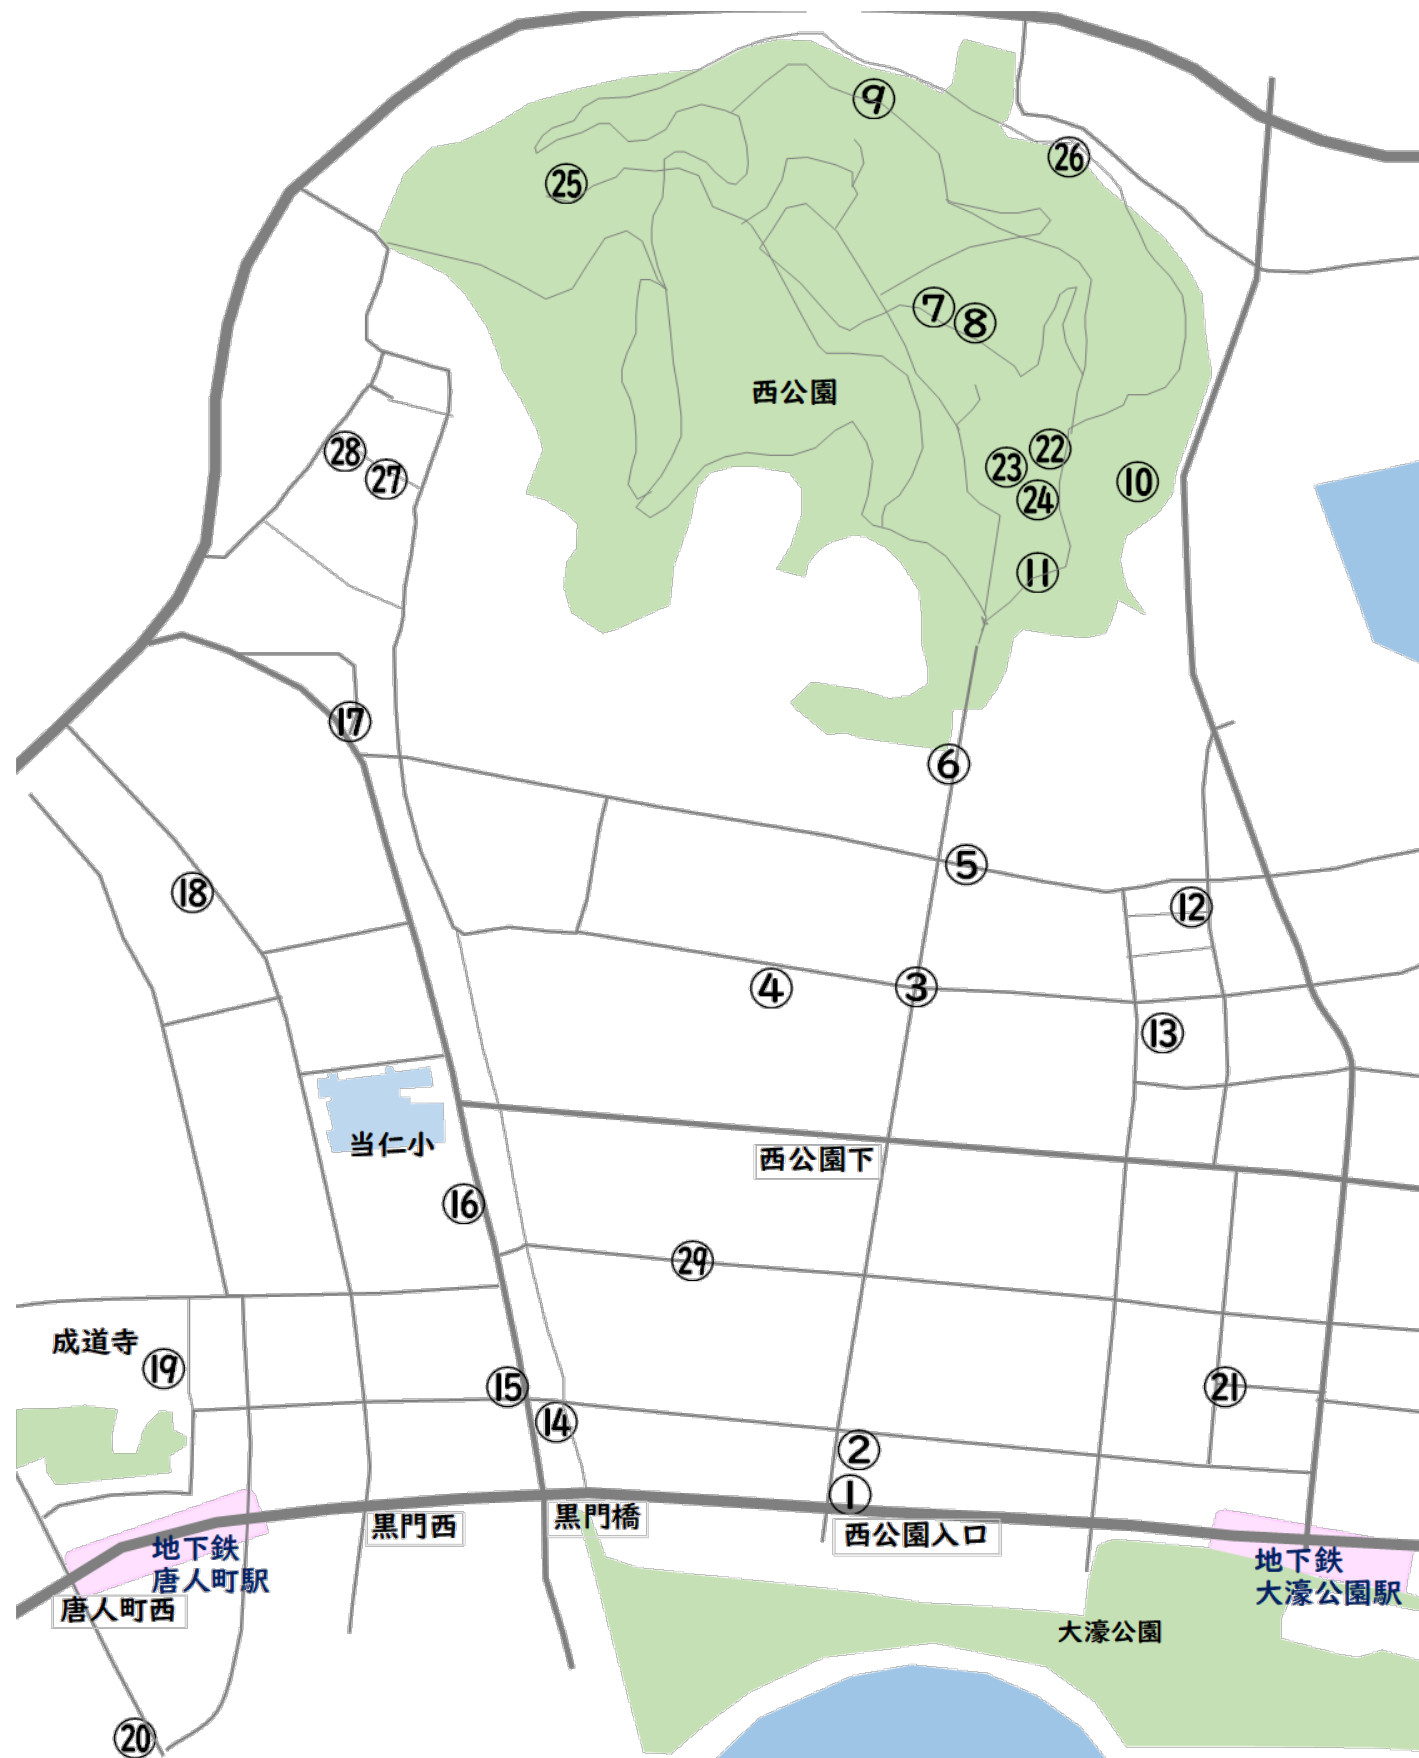 ⑨
㉖
㉕
⑦
⑧
西公園
㉘
㉗
㉒
㉓
㉔
⑩
⑪
⑰
⑥
⑤
⑱
⑫
④
③
⑬
当仁小
西公園下
⑯
㉙
成道寺
⑲
⑮
㉑
⑭
②
①
黒門西
黒門橋
西公園入口
地下鉄
唐人町駅
唐人町西
地下鉄
大濠公園駅
大濠公園
⑳